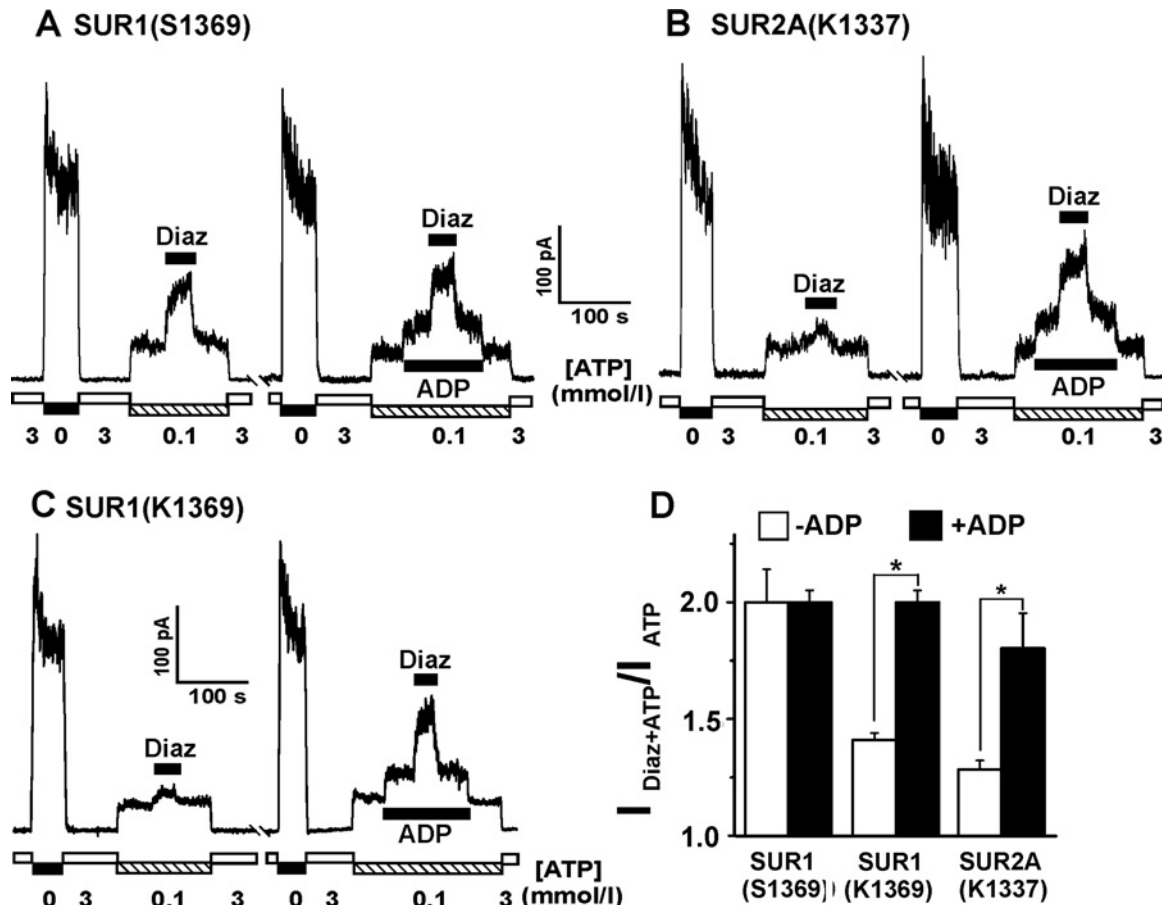 A SUR1(S1369)
Diaz
Diaz
ADP
3 0 3 0.1 3 0 3 0.1 3
100 pA
100 s
[ATP]
(mmol/l)
B SUR2A(K1337)
Diaz
Diaz
ADP
3 0 3 0.1 3 0 3 0.1 3
C SUR1(K1369)
100 pA
100 s
Diaz
Diaz
ADP
0 3 0.1 3 0 3 0.1 3
[ATP]
(mmol/l)
D
-ADP +ADP
* *
2.0
1.5
1.0
I Diaz+ATP/I ATP
SUR1 SUR1 SUR2A
(S1369) (K1369) (K1337)